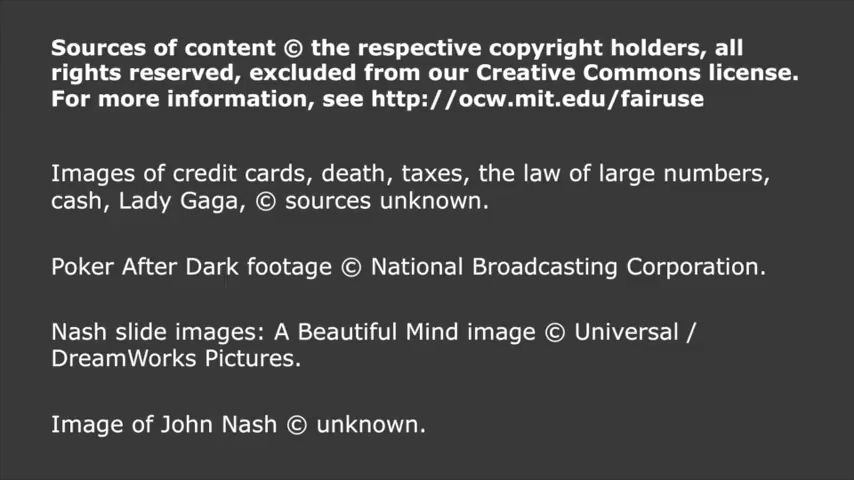 Sources of content © the respective copyright holders, all
rights reserved, excluded from our Creative Commons license.
For more information, see http://ocw.mit.edu/fairuse
Images of credit cards, death, taxes, the law of large numbers,
cash, Lady Gaga, © sources unknown.
Poker After Dark footage © National Broadcasting Corporation.
Nash slide images: A Beautiful Mind image © Universal /
DreamWorks Pictures.
Image of John Nash © unknown.